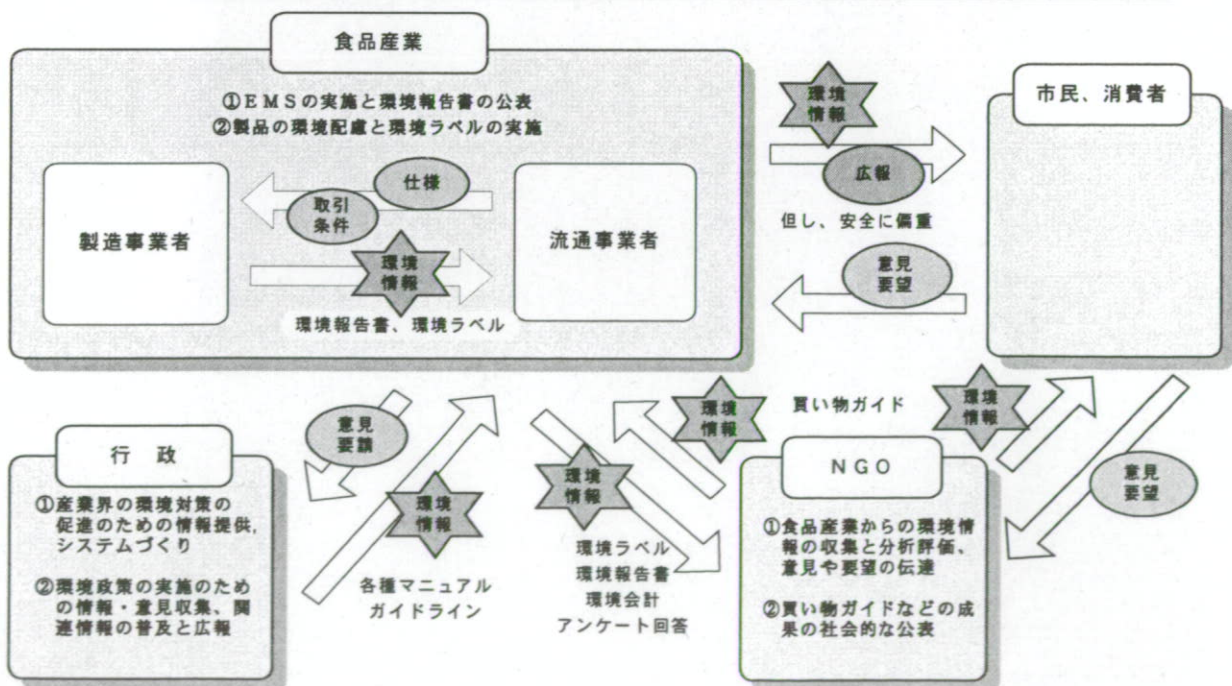 食品産業
①EMSの実施と環境報告書の公表
②製品の環境配慮と環境ラベルの実施
製造事業者
仕様
取引
条件
環境
情報
環境報告書、環境ラベル
流通事業者
環境
情報
広報
但し、安全に偏重
意見
要望
市民、消費者
行 政
①産業界の環境対策の
促進のための情報提供,
システムづくり
②環境政策の実施のため
の情報・意見収集、関
連情報の普及と広報
意見
要請
環境
情報
各種マニュアル
ガイドライン
環境
情報
環境ラベル
環境報告書
環境会計
アンケート回答
環境
情報
買い物ガイド
環境
情報
意見
要望
NGO
①食品産業からの環境情
報の収集と分析評価、
意見や要望の伝達
②買い物ガイドなどの成
果の社会的な公表